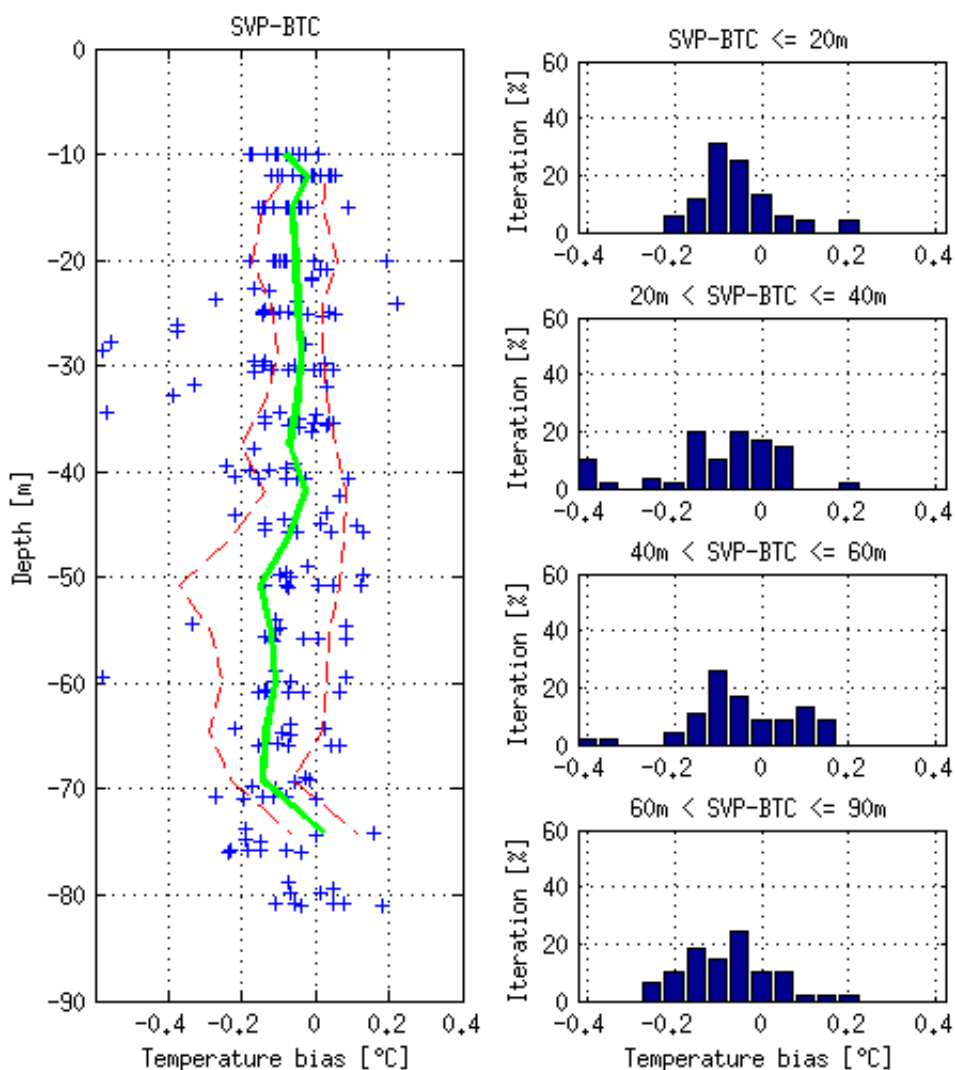 SVP-BTC
0
-10
-20
-30
-40
-50
-60
-70
-80
-90
Depth [m]
-0.4 -0.2 0 0.2 0.4
Temperature bias [°C]
SVP-BTC <= 20m
60
40
20
0
Iteration [%]
-0.4 -0.2 0 0.2 0.4
20m < SVP-BTC <= 40m
60
40
20
0
Iteration [%]
-0.4 -0.2 0 0.2 0.4
40m < SVP-BTC <= 60m
60
40
20
0
Iteration [%]
-0.4 -0.2 0 0.2 0.4
60m < SVP-BTC <= 90m
60
40
20
0
Iteration [%]
-0.4 -0.2 0 0.2 0.4
Temperature bias [°C]